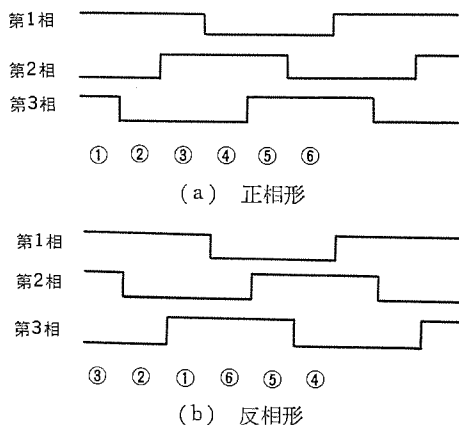 第1相
第2相
第3相
① ② ③ ④ ⑤ ⑥
(a) 正相形
第1相
第2相
第3相
③ ② ① ⑥ ⑤ ④
(b) 反相形